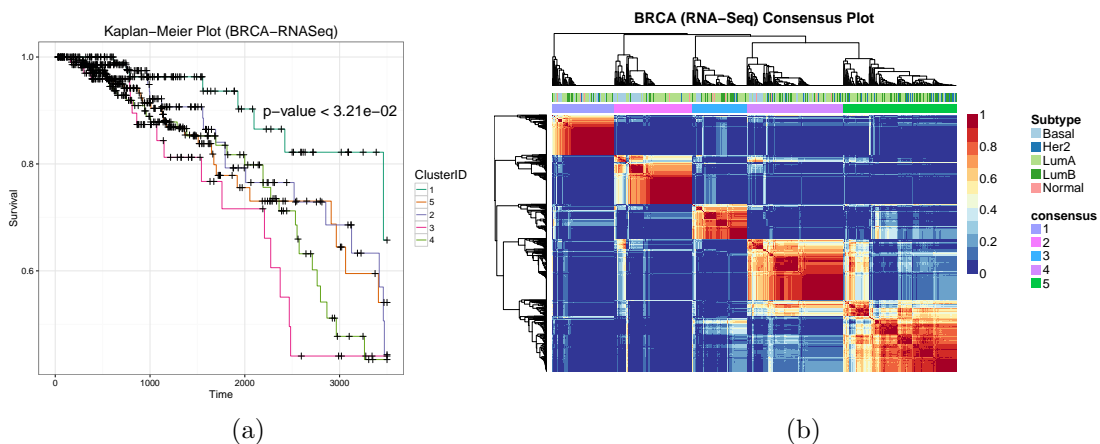 Kaplan−Meier Plot (BRCA−RNASeq)
1.0
0.8
0.6
Survival
p−value < 3.21e−02
0
1000
2000
3000
Time
ClusterID
1
5
2
3
4
(a)
BRCA (RNA−Seq) Consensus Plot
1
0.8
0.6
0.4
0.2
0
Subtype
Basal
Her2
LumA
LumB
Normal
consensus
1
2
3
4
5
(b)